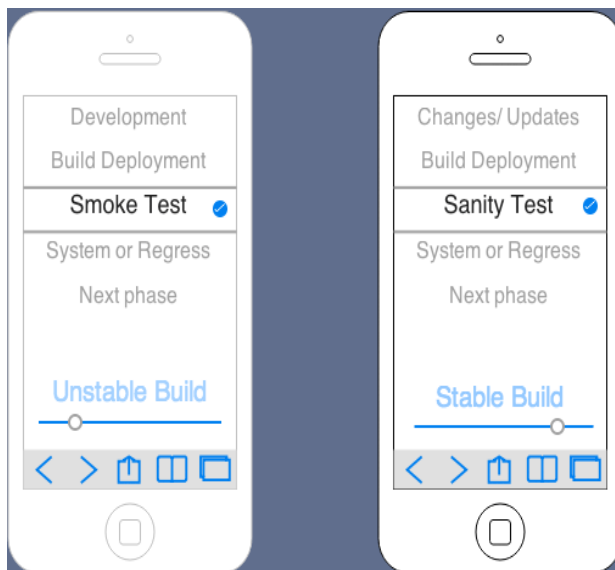 Development
Build Deployment
Smoke Test
System or Regress
Next phase
Unstable Build
Changes/ Updates
Build Deployment
Sanity Test
System or Regress
Next phase
Stable Build